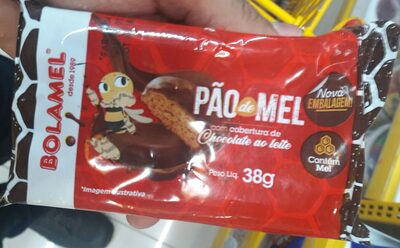 BOLAMEL®
desde 1989
PÃO de MEL
com cobertura de
Chocolate ao leite
Peso Líq. 38g
Nova
EMBALAGEM
Contém
Mel
*Imagem ilustrativa